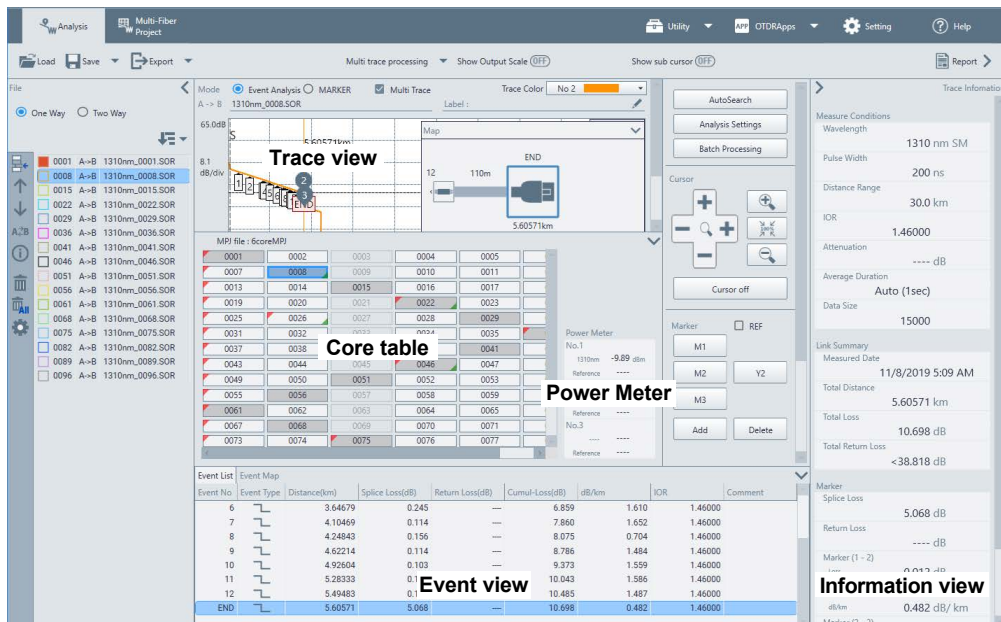 Analysis
Multi-Fiber
Project
Utility
APP OTDRApps
Setting
? Help
Load Save Export
Multi trace processing Show Output Scale OFF
Show sub cursor OFF
Report
File
One Way Two Way
0001 A->B 1310nm_0001.SOR
0008 A->B 1310nm_0008.SOR
0015 A->B 1310nm_0015.SOR
0022 A->B 1310nm_0022.SOR
0029 A->B 1310nm_0029.SOR
0036 A->B 1310nm_0036.SOR
0041 A->B 1310nm_0041.SOR
0046 A->B 1310nm_0046.SOR
0051 A->B 1310nm_0051.SOR
0056 A->B 1310nm_0056.SOR
0061 A->B 1310nm_0061.SOR
0068 A->B 1310nm_0068.SOR
0075 A->B 1310nm_0075.SOR
0082 A->B 1310nm_0082.SOR
0089 A->B 1310nm_0089.SOR
0096 A->B 1310nm_0096.SOR
Mode Event Analysis MARKER Multi Trace Trace Color No 2
A -> B 1310nm_0008.SOR Label :
65.0dB
S
5.60571km
8.1
dB/div
Trace view
1 2
2
3
END
Map
END
12 110m
5.60571km
MPJ file : 6coreMPJ
0001 0002 0003 0004 0005
0007 0008 0009 0010 0011
0013 0014 0015 0016 0017
0019 0020 0021 0022 0023
0025 0026 0027 0028 0029
0031 0032 0033 0034 0035
0037 0038 0041
0043 0044 0045 0046 0047
0049 0050 0051 0052 0053
0055 0056 0057 0058 0059
0061 0062 0063 0064 0065
0067 0068 0069 0070 0071
0073 0074 0075 0076 0077
Core table
Power Meter
No.1
1310nm -9.89 dBm
Reference ----
Power Meter
Reference ----
No.3
---- ----
Reference ----
AutoSearch
Analysis Settings
Batch Processing
Cursor
Cursor off
Marker REF
M1
M2 Y2
M3
Add Delete
Event List Event Map
Event No Event Type Distance(km) Splice Loss(dB) Return Loss(dB) Cumul-Loss(dB) dB/km IOR Comment
6 3.64679 0.245 --- 6.859 1.610 1.46000
7 4.10469 0.114 --- 7.860 1.652 1.46000
8 4.24843 0.156 --- 8.075 0.704 1.46000
9 4.62214 0.114 --- 8.786 1.484 1.46000
10 4.92604 0.103 --- 9.373 1.559 1.46000
11 5.28333 10.043 1.586 1.46000
12 5.49483 10.485 1.487 1.46000
END 5.60571 5.068 --- 10.698 0.482 1.46000
Event view
Trace Infomatio
Measure Conditions
Wavelength
1310 nm SM
Pulse Width
200 ns
Distance Range
30.0 km
IOR
1.46000
Attenuation
---- dB
Average Duration
Auto (1sec)
Data Size
15000
Link Summary
Measured Date
11/8/2019 5:09 AM
Total Distance
5.60571 km
Total Loss
10.698 dB
Total Return Loss
<38.818 dB
Marker
Splice Loss
5.068 dB
Return Loss
---- dB
Marker (1 - 2)
Information view
dB/km
0.482 dB/ km